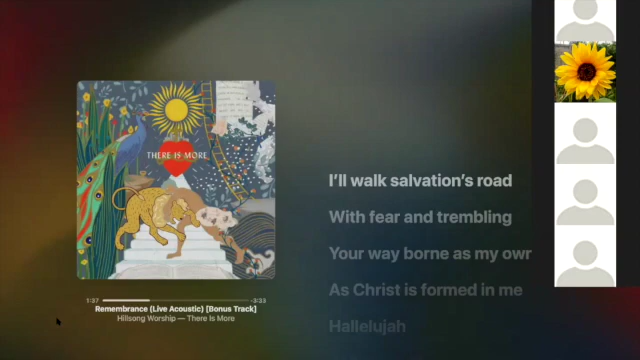 THERE IS MORE
1:37
-3:33
Remembrance (Live Acoustic) [Bonus Track]
Hillsong Worship — There Is More
I'll walk salvation's road
With fear and trembling
Your way borne as my own
As Christ is formed in me
Hallelujah